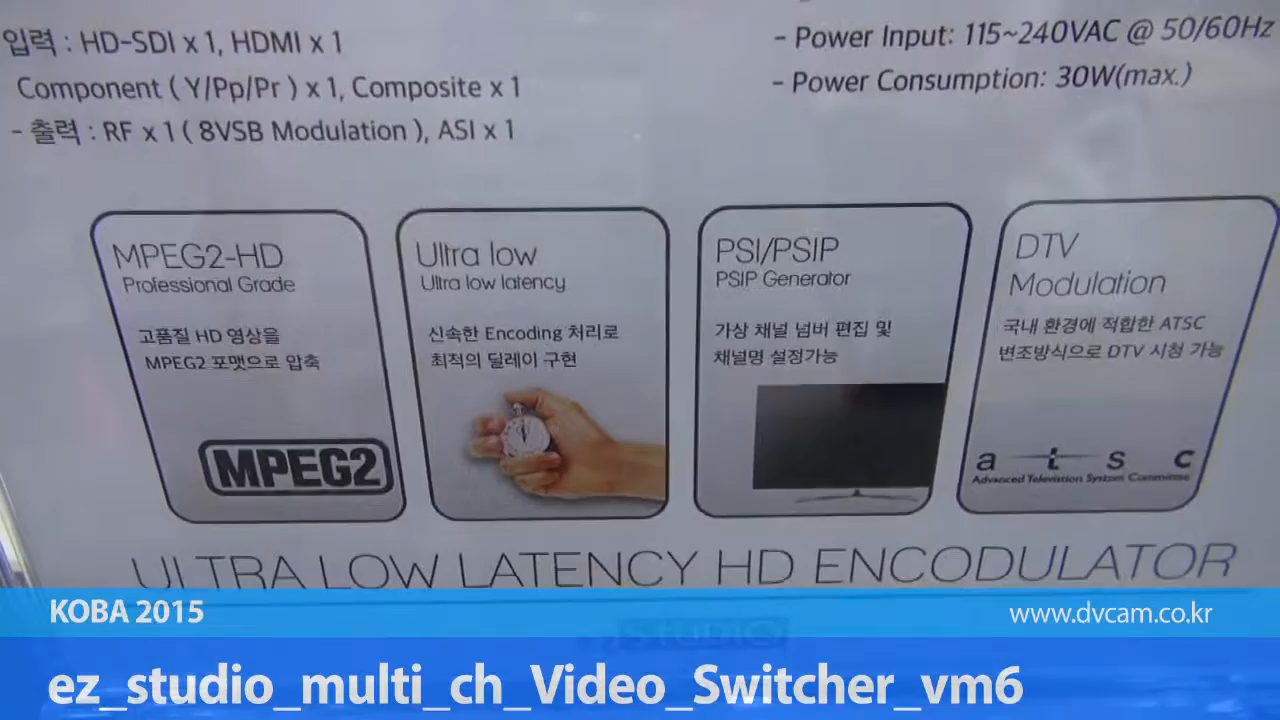 입력 : HD-SDI x 1, HDMI x 1
Component ( Y/Pp/Pr ) x 1, Composite x 1
- 출력 : RF x 1 ( 8VSB Modulation ), ASI x 1
- Power Input: 115~240VAC @ 50/60Hz
- Power Consumption: 30W(max.)
MPEG2-HD
Professional Grade
고품질 HD 영상을
MPEG2 포맷으로 압축
MPEG2
Ultra low
Ultra low latency
신속한 Encoding 처리로
최적의 딜레이 구현
PSI/PSIP
PSIP Generator
가상 채널 넘버 편집 및
채널명 설정가능
DTV
Modulation
국내 환경에 적합한 ATSC
변조방식으로 DTV 시청 가능
a t s c
Advanced Television System Committee
ULTRA LOW LATENCY HD ENCODULATOR
ez STUDIO
KOBA 2015
www.dvcam.co.kr
ez_studio_multi_ch_Video_Switcher_vm6